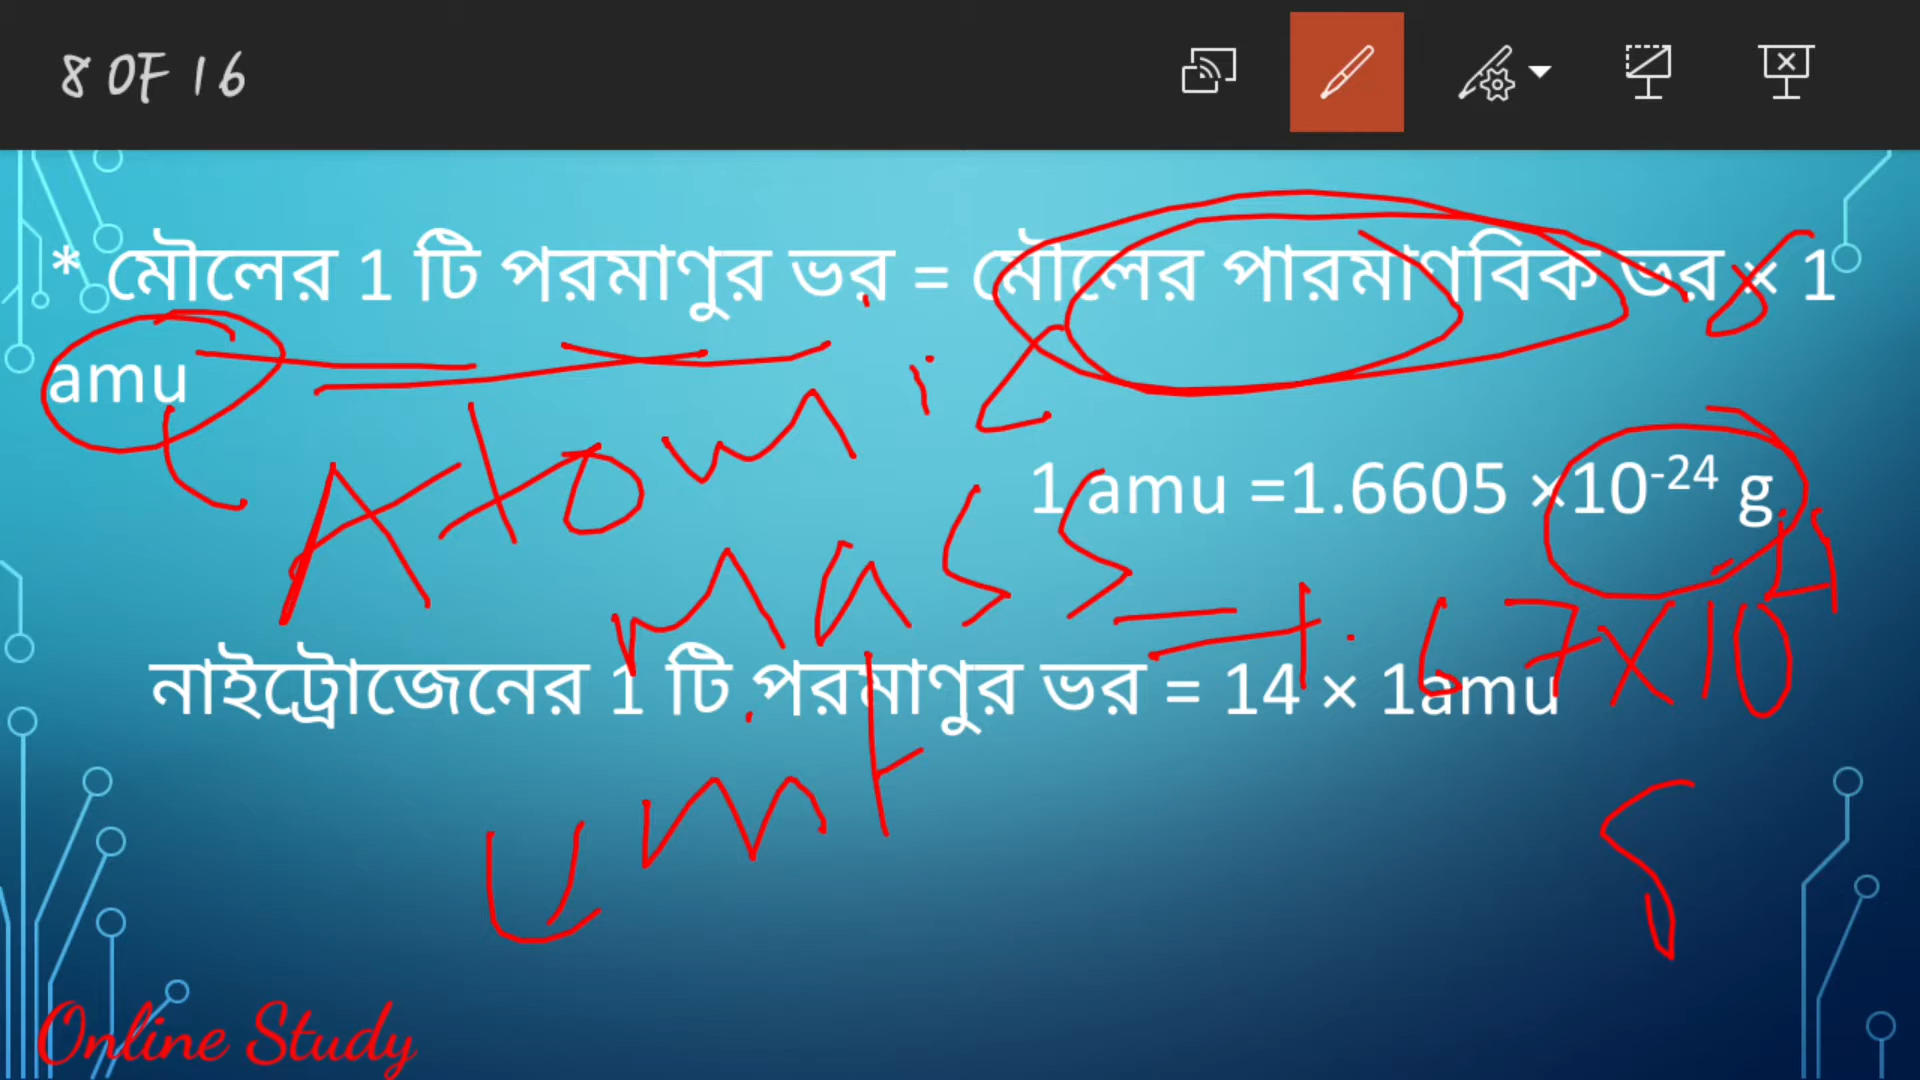 8 OF 16
* মৌলের 1 টি পরমাণুর ভর = মৌলের পারমাণবিক ভর × 1
amu
Atomic
1 amu =1.6605 ×10⁻²⁴ g
Mass = 1.67×10
নাইট্রোজেনের 1 টি পরমাণুর ভর = 14 × 1amu
Unit
Online Study